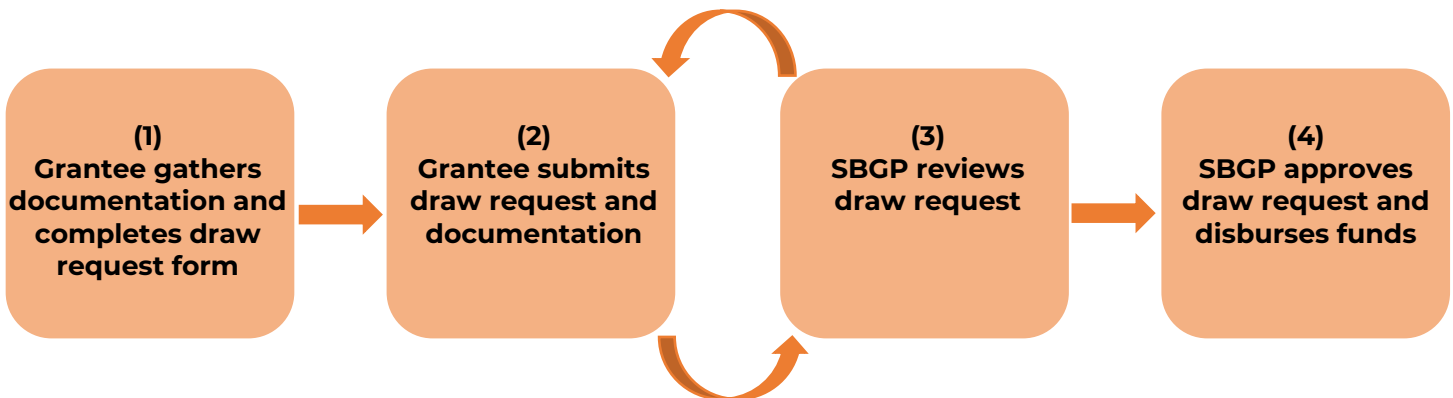 (1)
Grantee gathers
documentation and
completes draw
request form
(2)
Grantee submits
draw request and
documentation
(3)
SBGP reviews
draw request
(4)
SBGP approves
draw request and
disburses funds